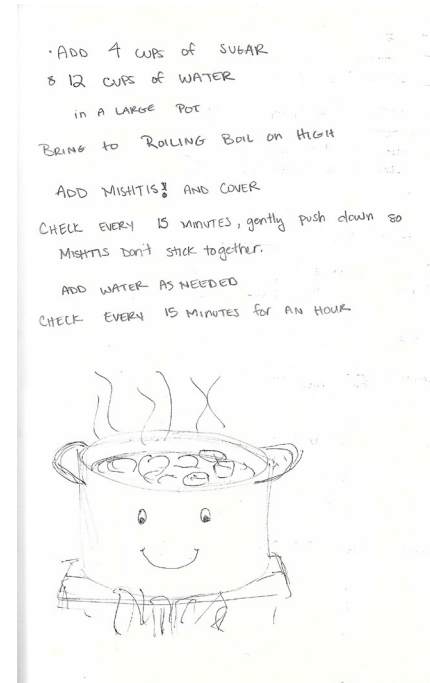 · ADD 4 CUPS of SUGAR
& 12 CUPS of WATER
in A LARGE POT
BRING to ROILING BOIL on HIGH
ADD MISHTIS! AND COVER
CHECK EVERY 15 MINUTES, gently push down so
MISHTIS DON'T stick together.
ADD WATER AS NEEDED
CHECK EVERY 15 MINUTES for AN HOUR